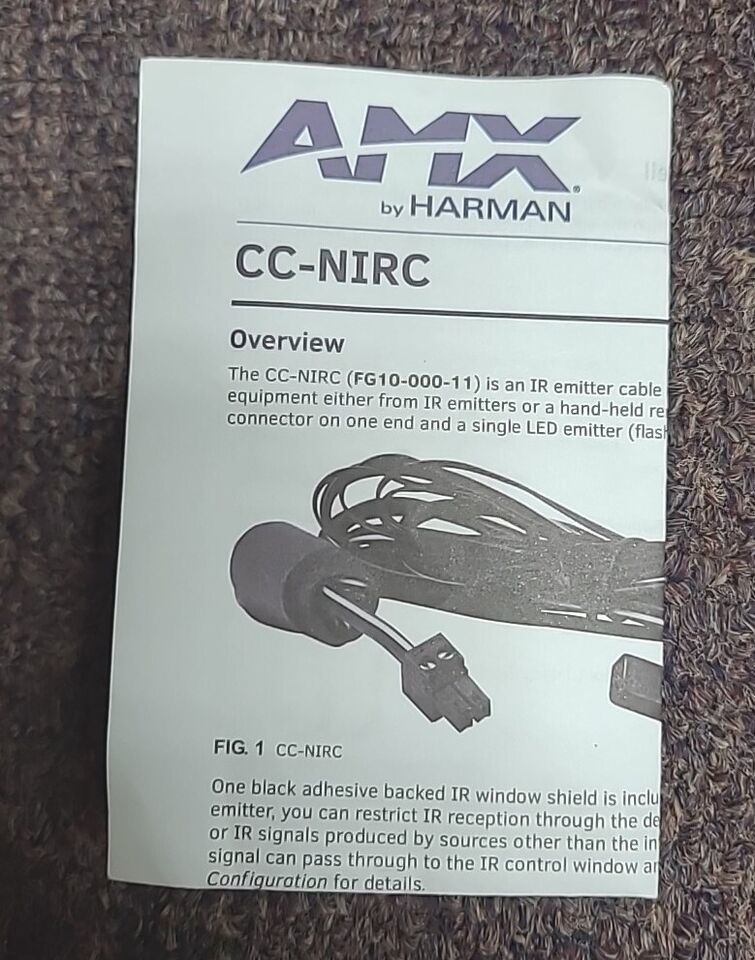 AMX®
by HARMAN
CC-NIRC
Overview
The CC-NIRC (FG10-000-11) is an IR emitter cable
equipment either from IR emitters or a hand-held re
connector on one end and a single LED emitter (flas
FIG. 1 CC-NIRC
One black adhesive backed IR window shield is inclu
emitter, you can restrict IR reception through the de
or IR signals produced by sources other than the in
signal can pass through to the IR control window a
Configuration for details.